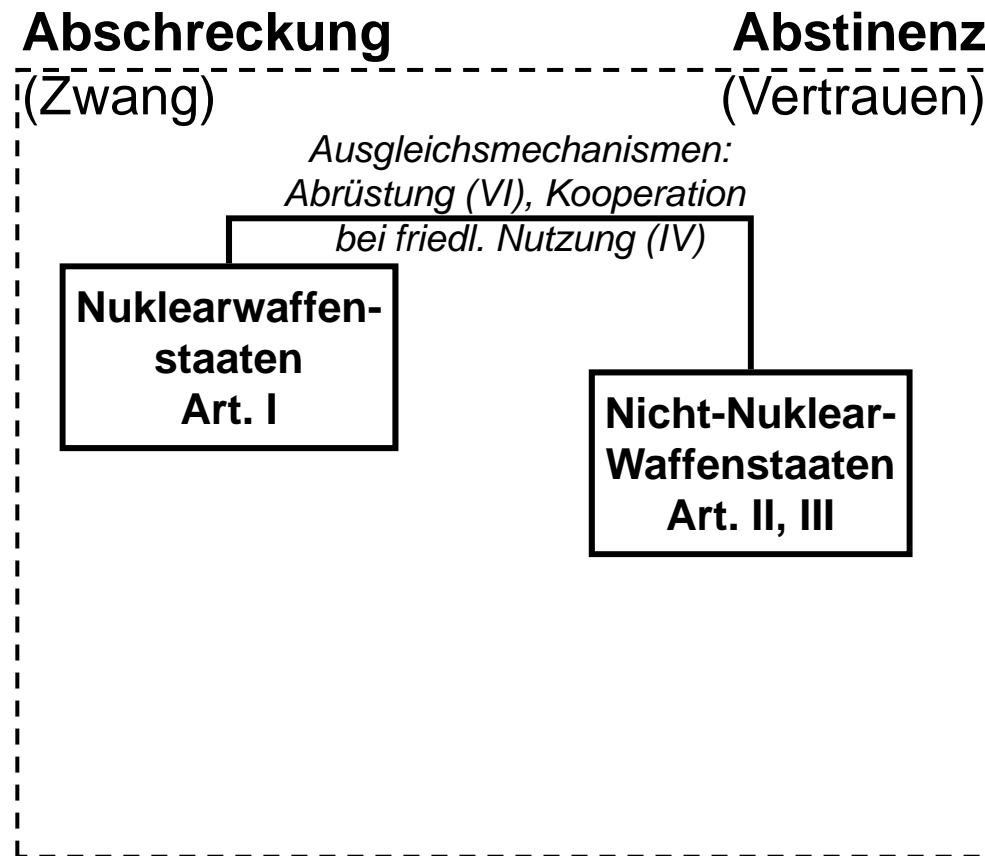 Abschreckung Abstinenz
(Zwang) (Vertrauen)
Ausgleichsmechanismen:
Abrüstung (VI), Kooperation
bei friedl. Nutzung (IV)
Nuklearwaffen-
staaten
Art. I
Nicht-Nuklear-
Waffenstaaten
Art. II, III